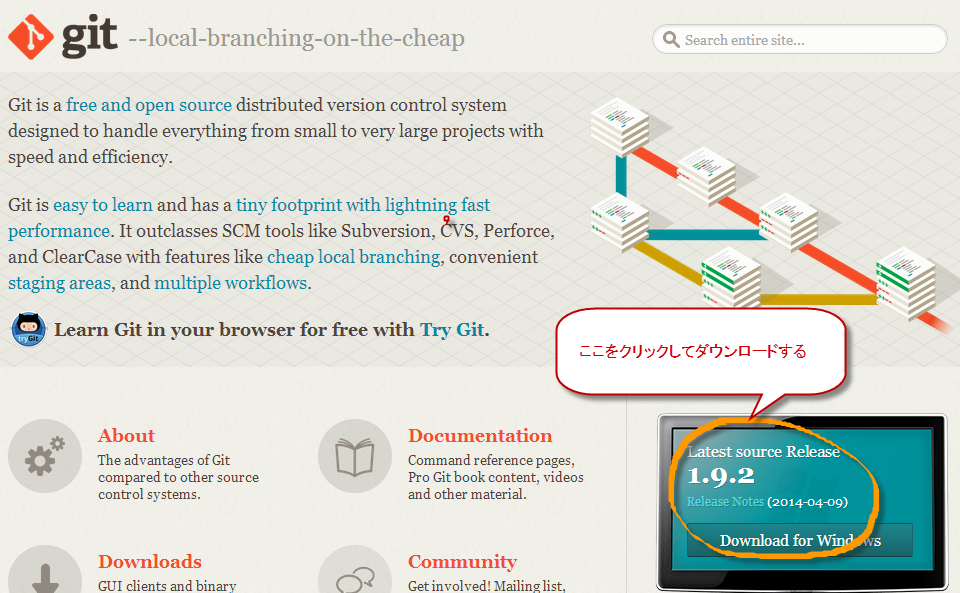 git --local-branching-on-the-cheap
Search entire site...
Git is a free and open source distributed version control system
designed to handle everything from small to very large projects with
speed and efficiency.
Git is easy to learn and has a tiny footprint with lightning fast
performance. It outclasses SCM tools like Subversion, CVS, Perforce,
and ClearCase with features like cheap local branching, convenient
staging areas, and multiple workflows.
tryGit
Learn Git in your browser for free with Try Git.
ここをクリックしてダウンロードする
About
The advantages of Git
compared to other source
control systems.
Documentation
Command reference pages,
Pro Git book content, videos
and other material.
Latest source Release
1.9.2
Release Notes (2014-04-09)
Download for Windows
Downloads
GUI clients and binary
Community
Get involved! Mailing list,